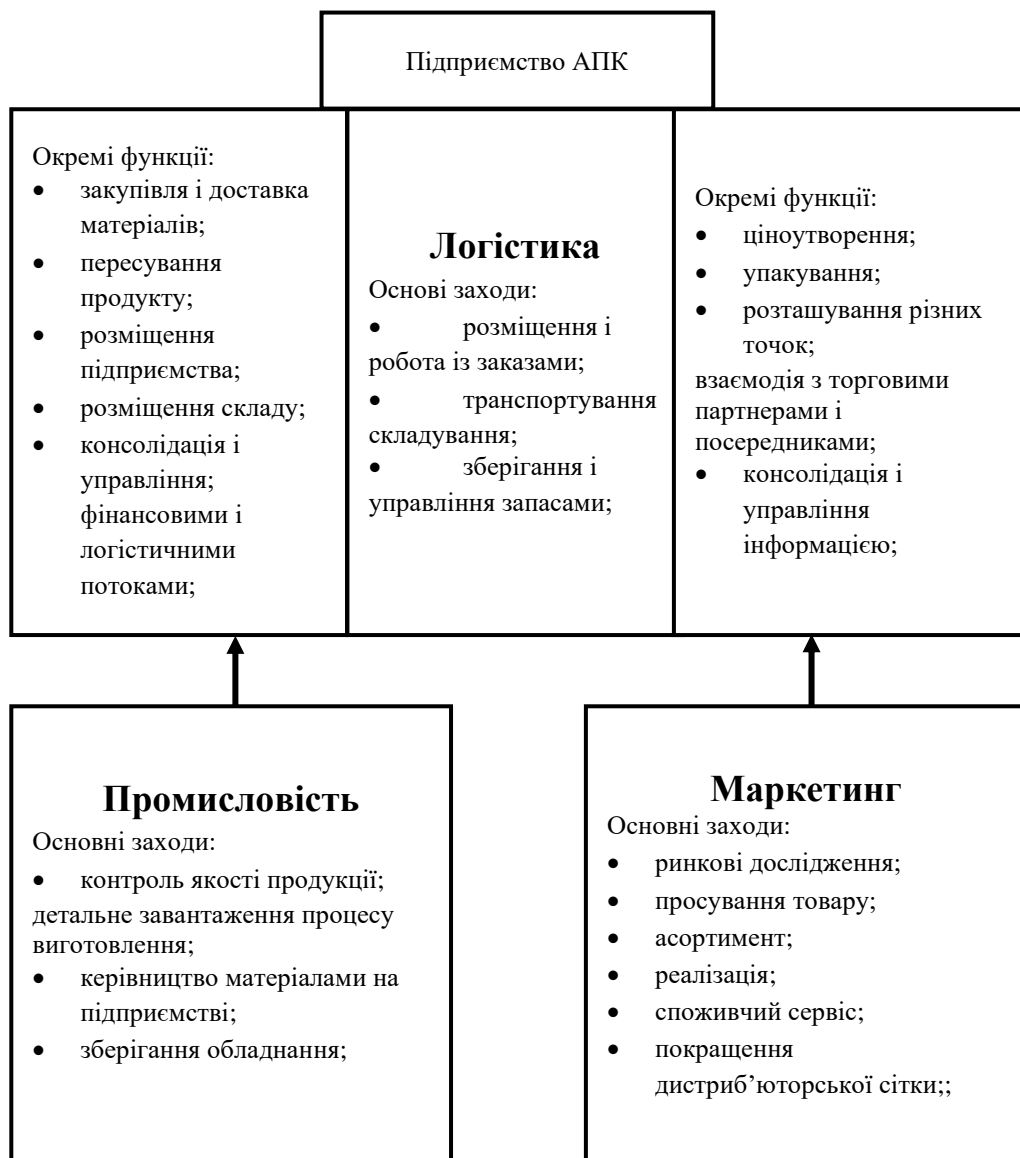 Підприємство АПК
Окремі функції:
• закупівля і доставка
матеріалів;
• пересування
продукту;
• розміщення
підприємства;
• розміщення складу;
• консолідація і
управління;
фінансовими і
логістичними
потоками;
Логістика
Основі заходи:
• розміщення і
робота із заказами;
• транспортування
складування;
• зберігання і
управління запасами;
Окремі функції:
• ціноутворення;
• упакування;
• розташування різних
точок;
взаємодія з торговими
партнерами і
посередниками;
• консолідація і
управління
інформацією;
Промисловість
Основні заходи:
• контроль якості продукції;
детальне завантаження процесу
виготовлення;
• керівництво матеріалами на
підприємстві;
• зберігання обладнання;
Маркетинг
Основні заходи:
• ринкові дослідження;
• просування товару;
• асортимент;
• реалізація;
• споживчий сервіс;
• покращення
дистриб’юторської сітки;;